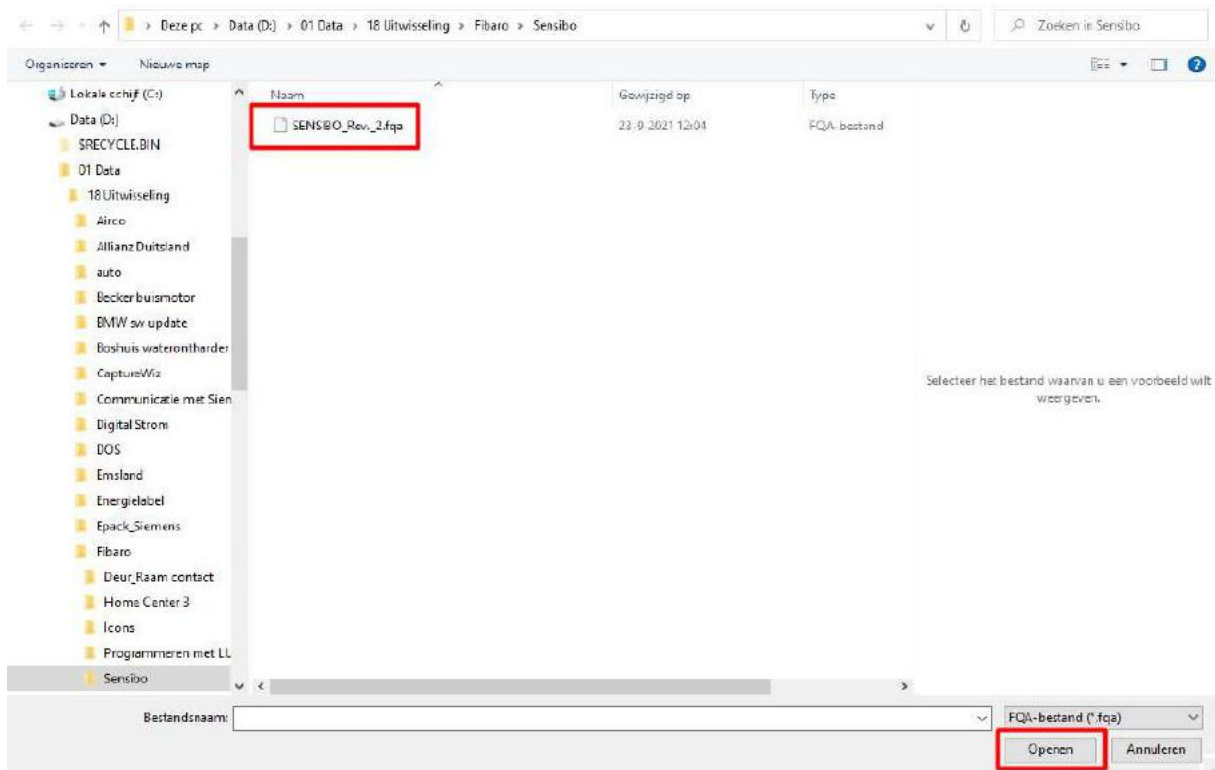 Deze pc > Data (D:) > 01 Data > 18 Uitwisseling > Fibaro > Sensibo
Zoeken in Sensibo
Organiseren
Nieuwe map
Lokale schijf (C:)
Data (D:)
$RECYCLE.BIN
01 Data
18 Uitwisseling
Airco
Allianz Duitsland
auto
Becker buismotor
BMW sw update
Boshuis waterontharder
CaptureWiz
Communicatie met Sien
Digital Strom
DOS
Emsland
Energielabel
Epack_Siemens
Fibaro
Deur_Raam contact
Home Center 3
Icons
Programmeren met LU
Sensibo
Naam
Gewijzigd op
Type
SENSIBO_Rev._2.fqa
23-9-2021 12:04
FQA-bestand
Selecteer het bestand waarvan u een voorbeeld wilt
weergeven.
Bestandsnaam:
FQA-bestand (*.fqa)
Openen
Annuleren